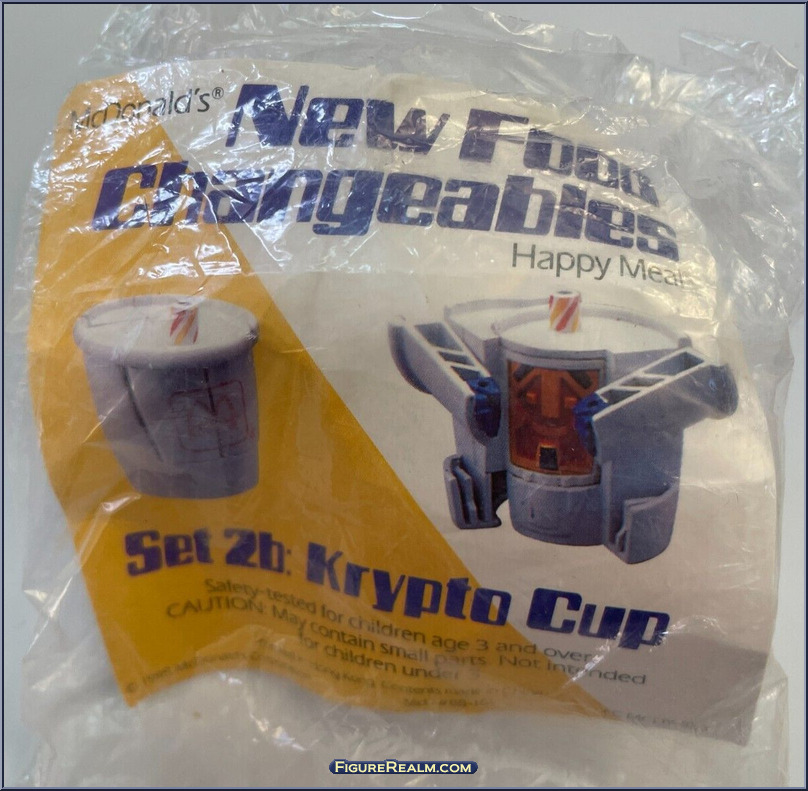 McDonald's®
New Food
Changeables
Happy Meal
Set 2b: Krypto Cup
Safety-tested for children age 3 and over.
CAUTION: May contain small parts. Not intended
for children under 3
FIGUREREALM.COM